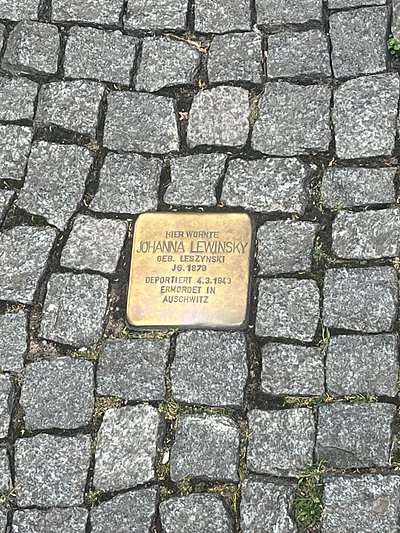 HIER WOHNTE
JOHANNA LEWINSKY
GEB. LESZYNSKI
JG. 1879
DEPORTIERT 4.3.1943
ERMORDET IN
AUSCHWITZ